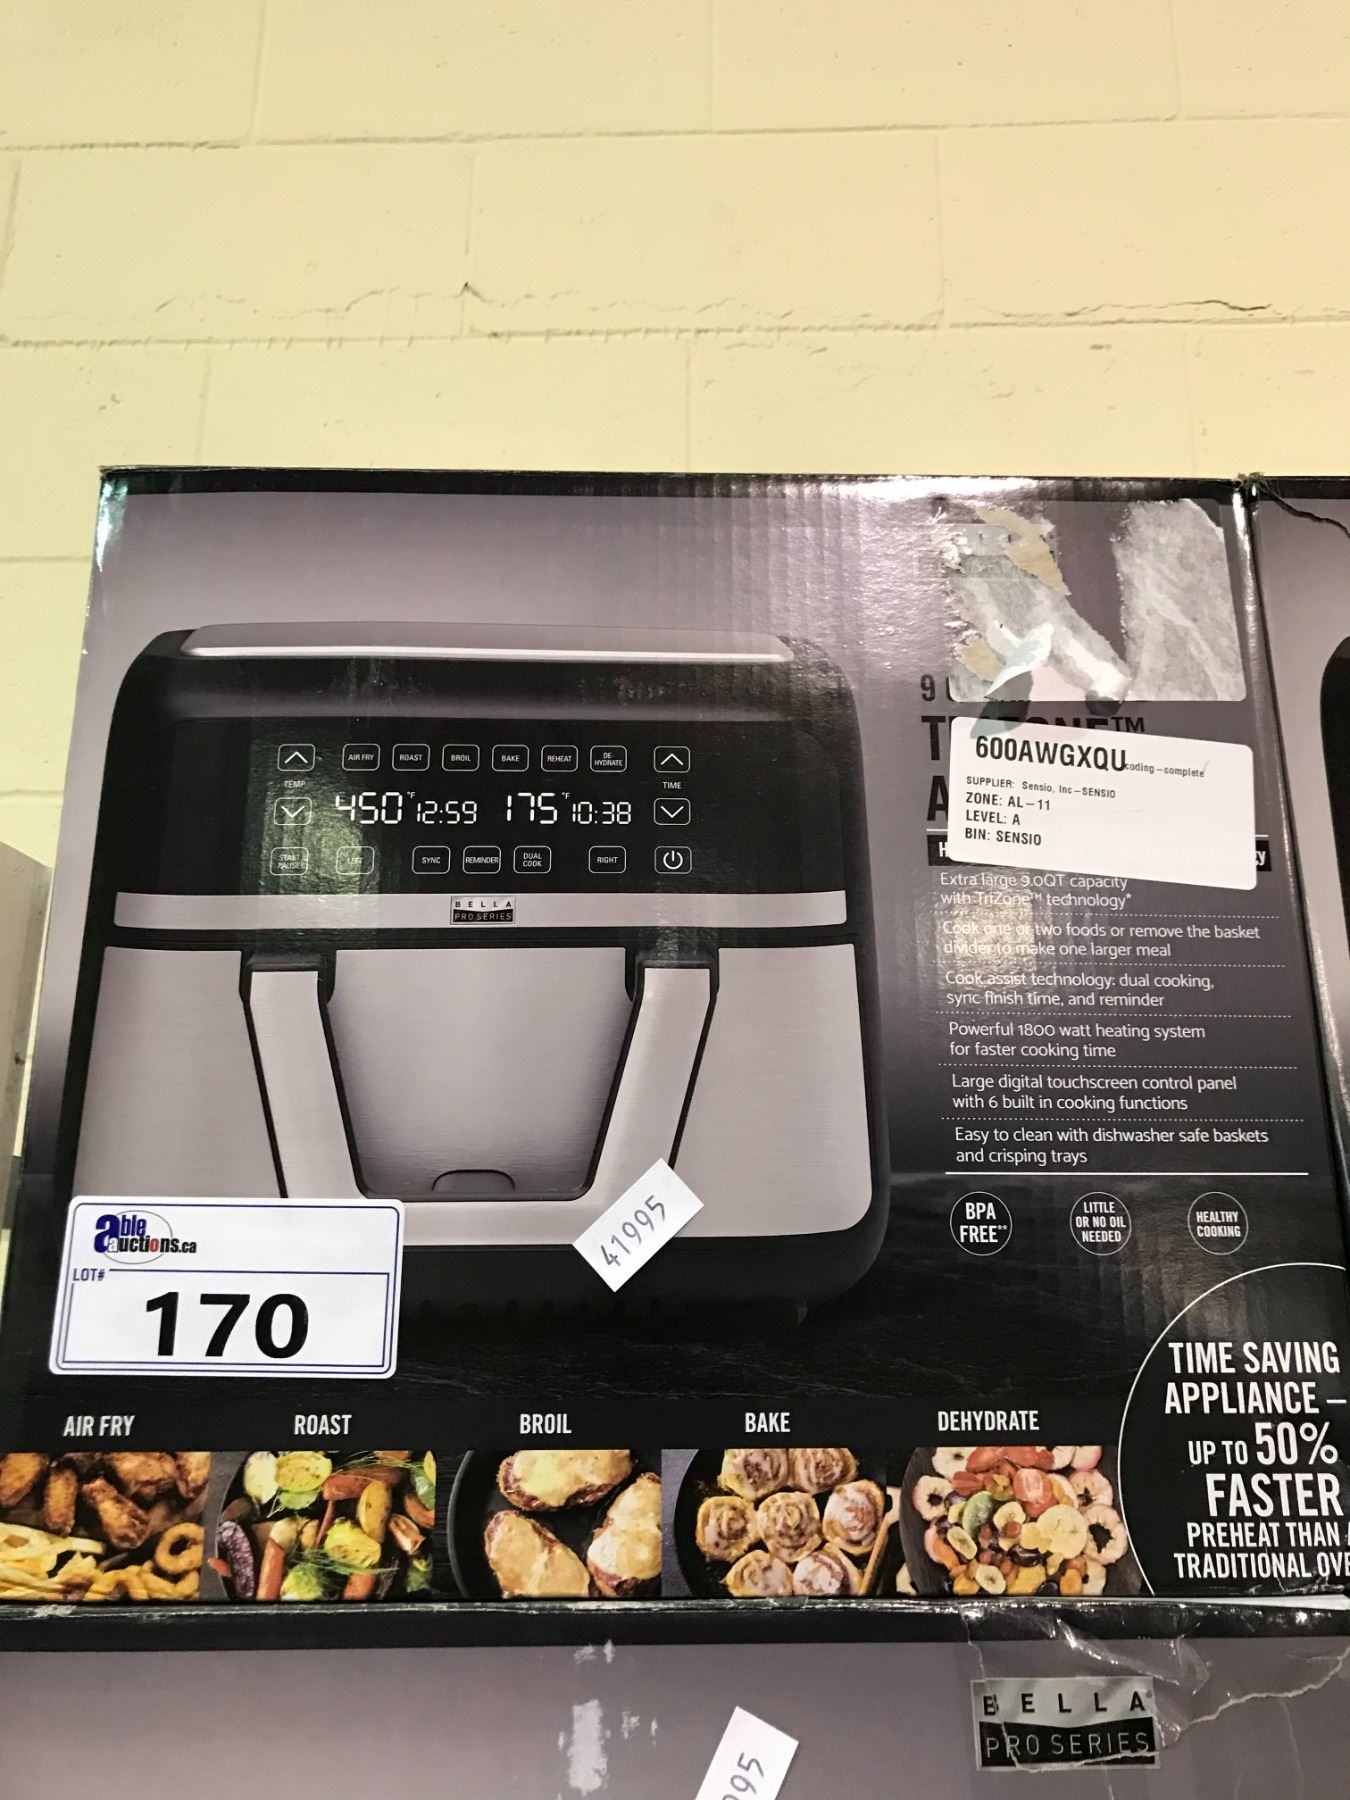 9
TRIZONE™
A
H
600AWGXQU coding-complete
SUPPLIER: Sensio, Inc-SENSIO
ZONE: AL-11
LEVEL: A
BIN: SENSIO
Extra large 9.0QT capacity
with TriZone™ technology*
Cook one or two foods or remove the basket
divider to make one larger meal
Cook assist technology: dual cooking,
sync finish time, and reminder
Powerful 1800 watt heating system
for faster cooking time
Large digital touchscreen control panel
with 6 built in cooking functions
Easy to clean with dishwasher safe baskets
and crisping trays
BPA
FREE**
LITTLE
OR NO OIL
NEEDED
HEALTHY
COOKING
AIR FRY ROAST BROIL BAKE REHEAT DE-
HYDRATE
TEMP TIME
450°F 12:59 175°F 10:38
START
PAUSE LEFT SYNC REMINDER DUAL
COOK RIGHT
BELLA
PRO SERIES
41995
able
auctions.ca
LOT#
170
TIME SAVING
APPLIANCE –
UP TO 50%
FASTER
PREHEAT THAN
TRADITIONAL OVE
AIR FRY ROAST BROIL BAKE DEHYDRATE
BELLA
PRO SERIES
95